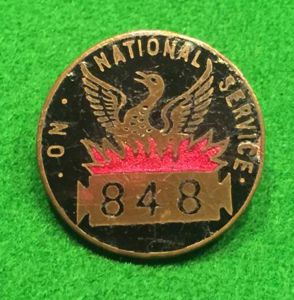 ON · NATIONAL SERVICE ·
848